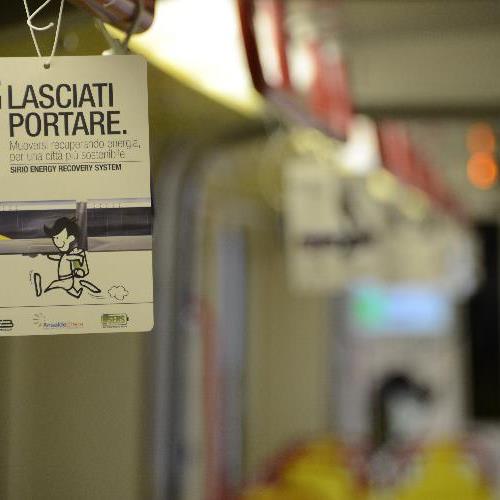 LASCIATI
PORTARE.
Muoversi recuperando energia,
per una città più sostenibile.
SIRIO ENERGY RECOVERY SYSTEM